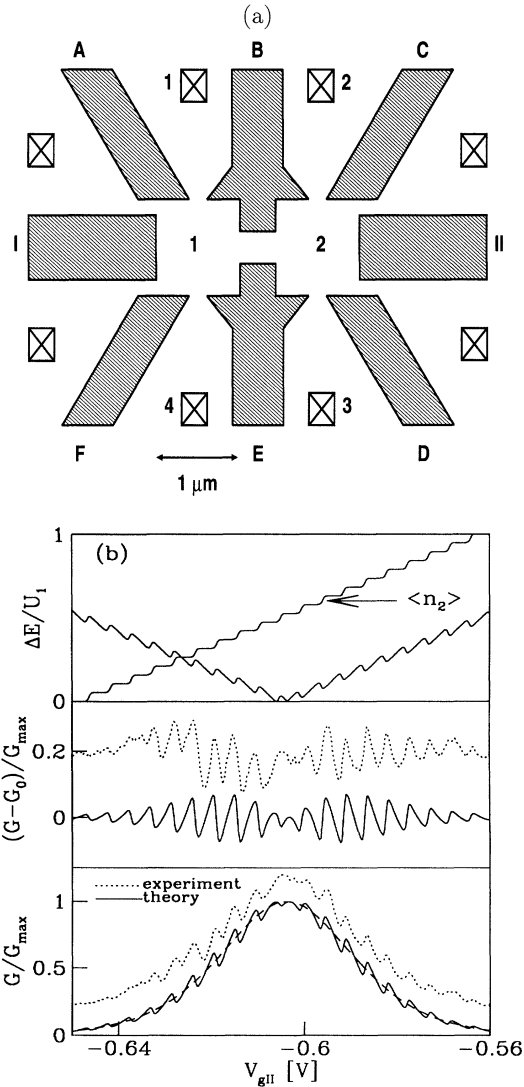 (a)
A B C
1 2
I 1 2 II
4 3
F E D
1 μm
(b)
1
ΔE/U₁
<n₂>
0
(G−G₀)/Gmax
0.2
0
experiment
theory
G/Gmax
1
0.5
0
−0.64 −0.6 −0.56
VgII [V]